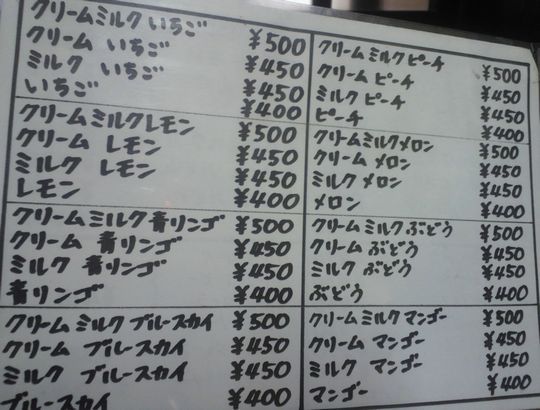 クリームミルク いちご ¥500
クリーム いちご ¥450
ミルク いちご ¥450
いちご ¥400
クリームミルクレモン ¥500
クリーム レモン ¥450
ミルク レモン ¥450
レモン ¥400
クリームミルク青リンゴ ¥500
クリーム 青リンゴ ¥450
ミルク 青リンゴ ¥450
青リンゴ ¥400
クリームミルクブルースカイ ¥500
クリーム ブルースカイ ¥450
ミルク ブルースカイ ¥450
ブルースカイ ¥400
クリームミルクピーチ ¥500
クリーム ピーチ ¥450
ミルク ピーチ ¥450
ピーチ ¥400
クリームミルクメロン ¥500
クリーム メロン ¥450
ミルク メロン ¥450
メロン ¥400
クリームミルクぶどう ¥500
クリーム ぶどう ¥450
ミルク ぶどう ¥450
ぶどう ¥400
クリームミルクマンゴー ¥500
クリーム マンゴー ¥450
ミルク マンゴー ¥450
マンゴー ¥400